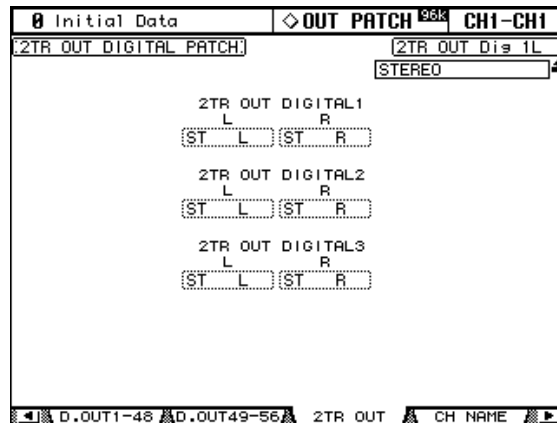 0 Initial Data ◇OUT PATCH 96k CH1-CH1
2TR OUT DIGITAL PATCH
2TR OUT Dig 1L
STEREO
2TR OUT DIGITAL1
L R
ST L ST R
2TR OUT DIGITAL2
L R
ST L ST R
2TR OUT DIGITAL3
L R
ST L ST R
D.OUT1-48 D.OUT49-56 2TR OUT CH NAME